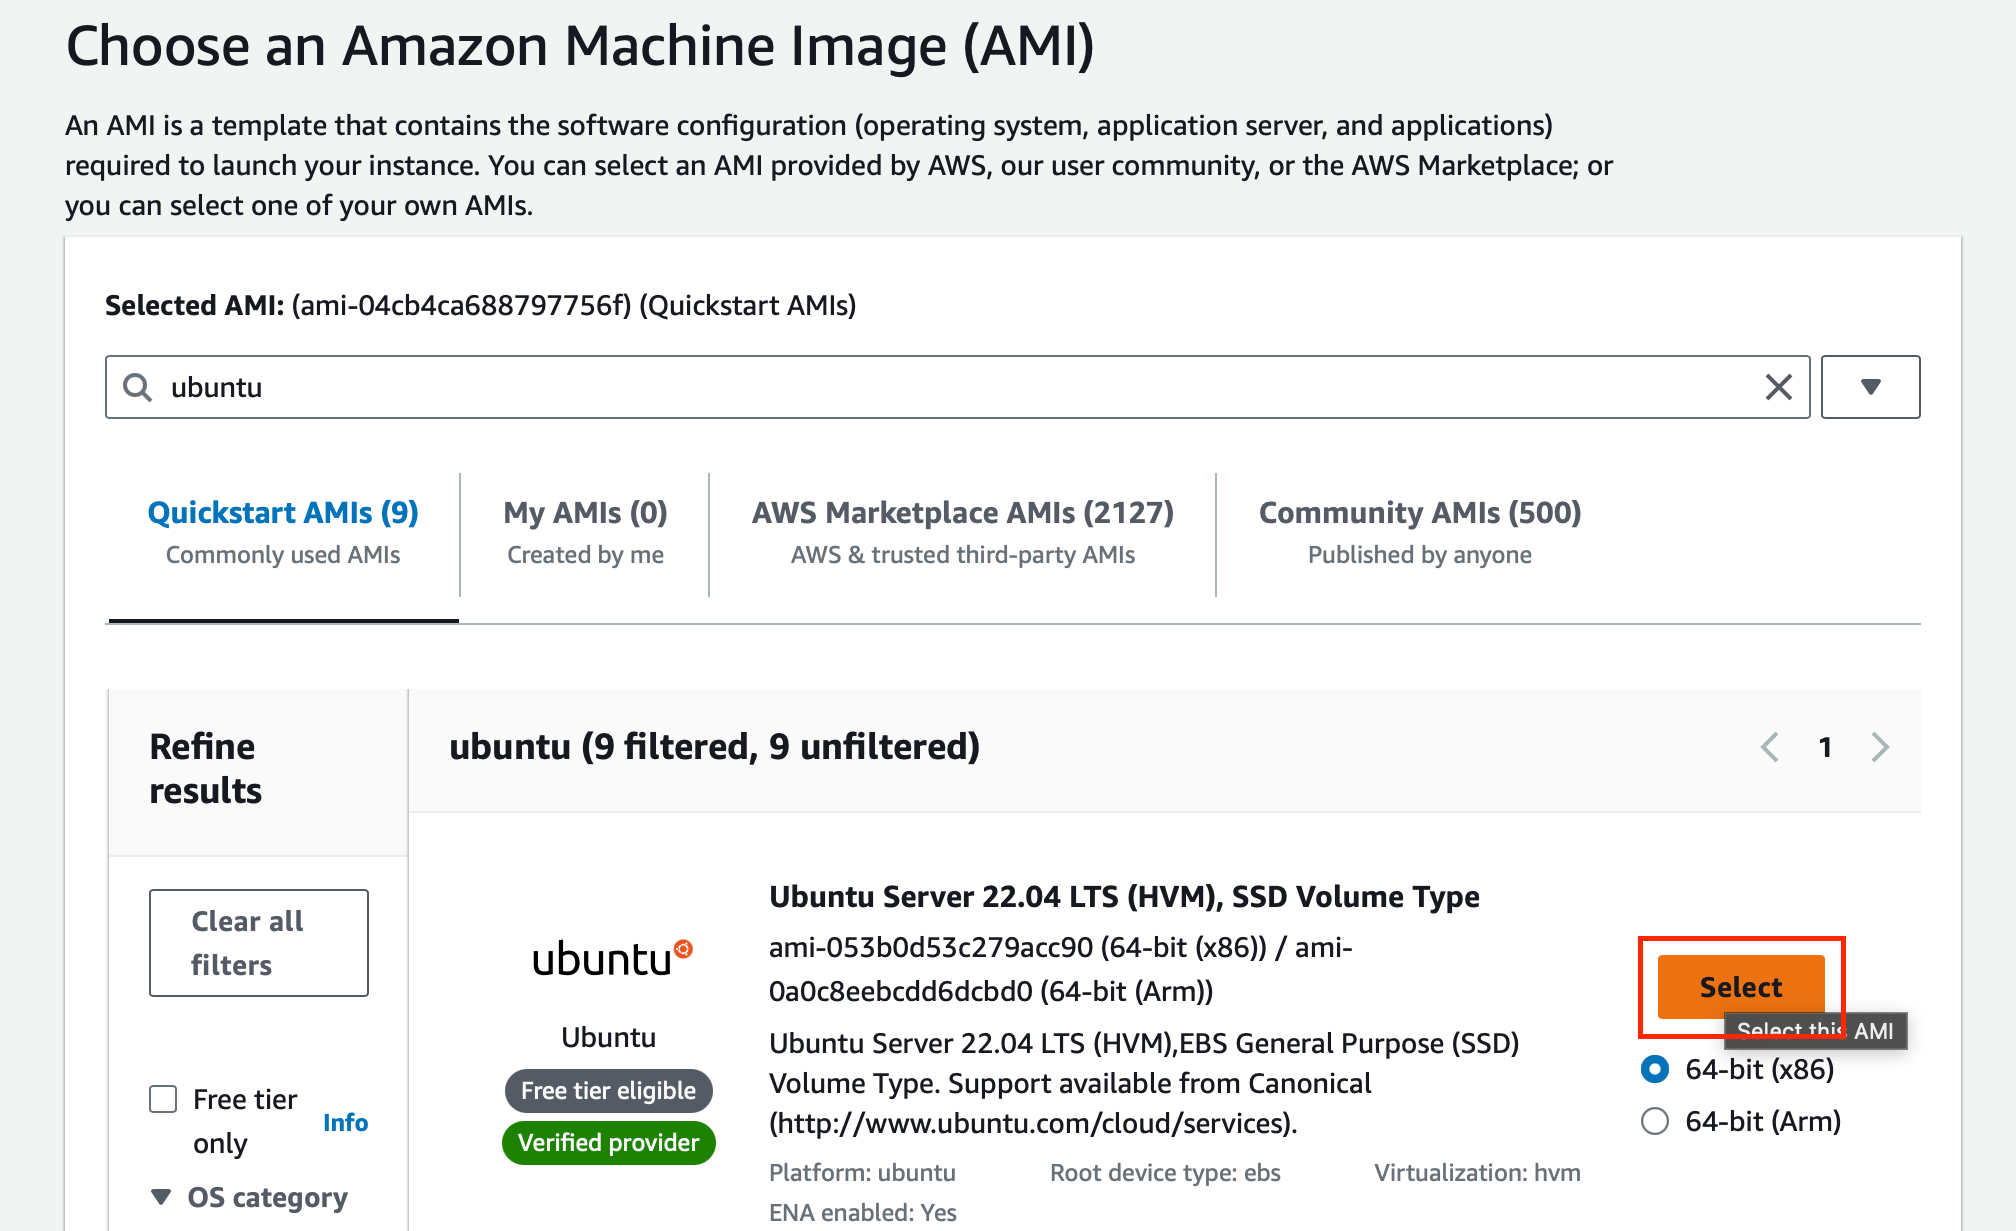 Choose an Amazon Machine Image (AMI)
An AMI is a template that contains the software configuration (operating system, application server, and applications)
required to launch your instance. You can select an AMI provided by AWS, our user community, or the AWS Marketplace; or
you can select one of your own AMIs.
Selected AMI: (ami-04cb4ca688797756f) (Quickstart AMIs)
ubuntu
Quickstart AMIs (9)
Commonly used AMIs
My AMIs (0)
Created by me
AWS Marketplace AMIs (2127)
AWS & trusted third-party AMIs
Community AMIs (500)
Published by anyone
Refine
results
Clear all
filters
Free tier
only
Info
OS category
ubuntu (9 filtered, 9 unfiltered)
1
ubuntu
Ubuntu
Free tier eligible
Verified provider
Ubuntu Server 22.04 LTS (HVM), SSD Volume Type
ami-053b0d53c279acc90 (64-bit (x86)) / ami-
0a0c8eebcdd6dcbd0 (64-bit (Arm))
Ubuntu Server 22.04 LTS (HVM),EBS General Purpose (SSD)
Volume Type. Support available from Canonical
(http://www.ubuntu.com/cloud/services).
Platform: ubuntu Root device type: ebs Virtualization: hvm
ENA enabled: Yes
Select
Select this AMI
64-bit (x86)
64-bit (Arm)